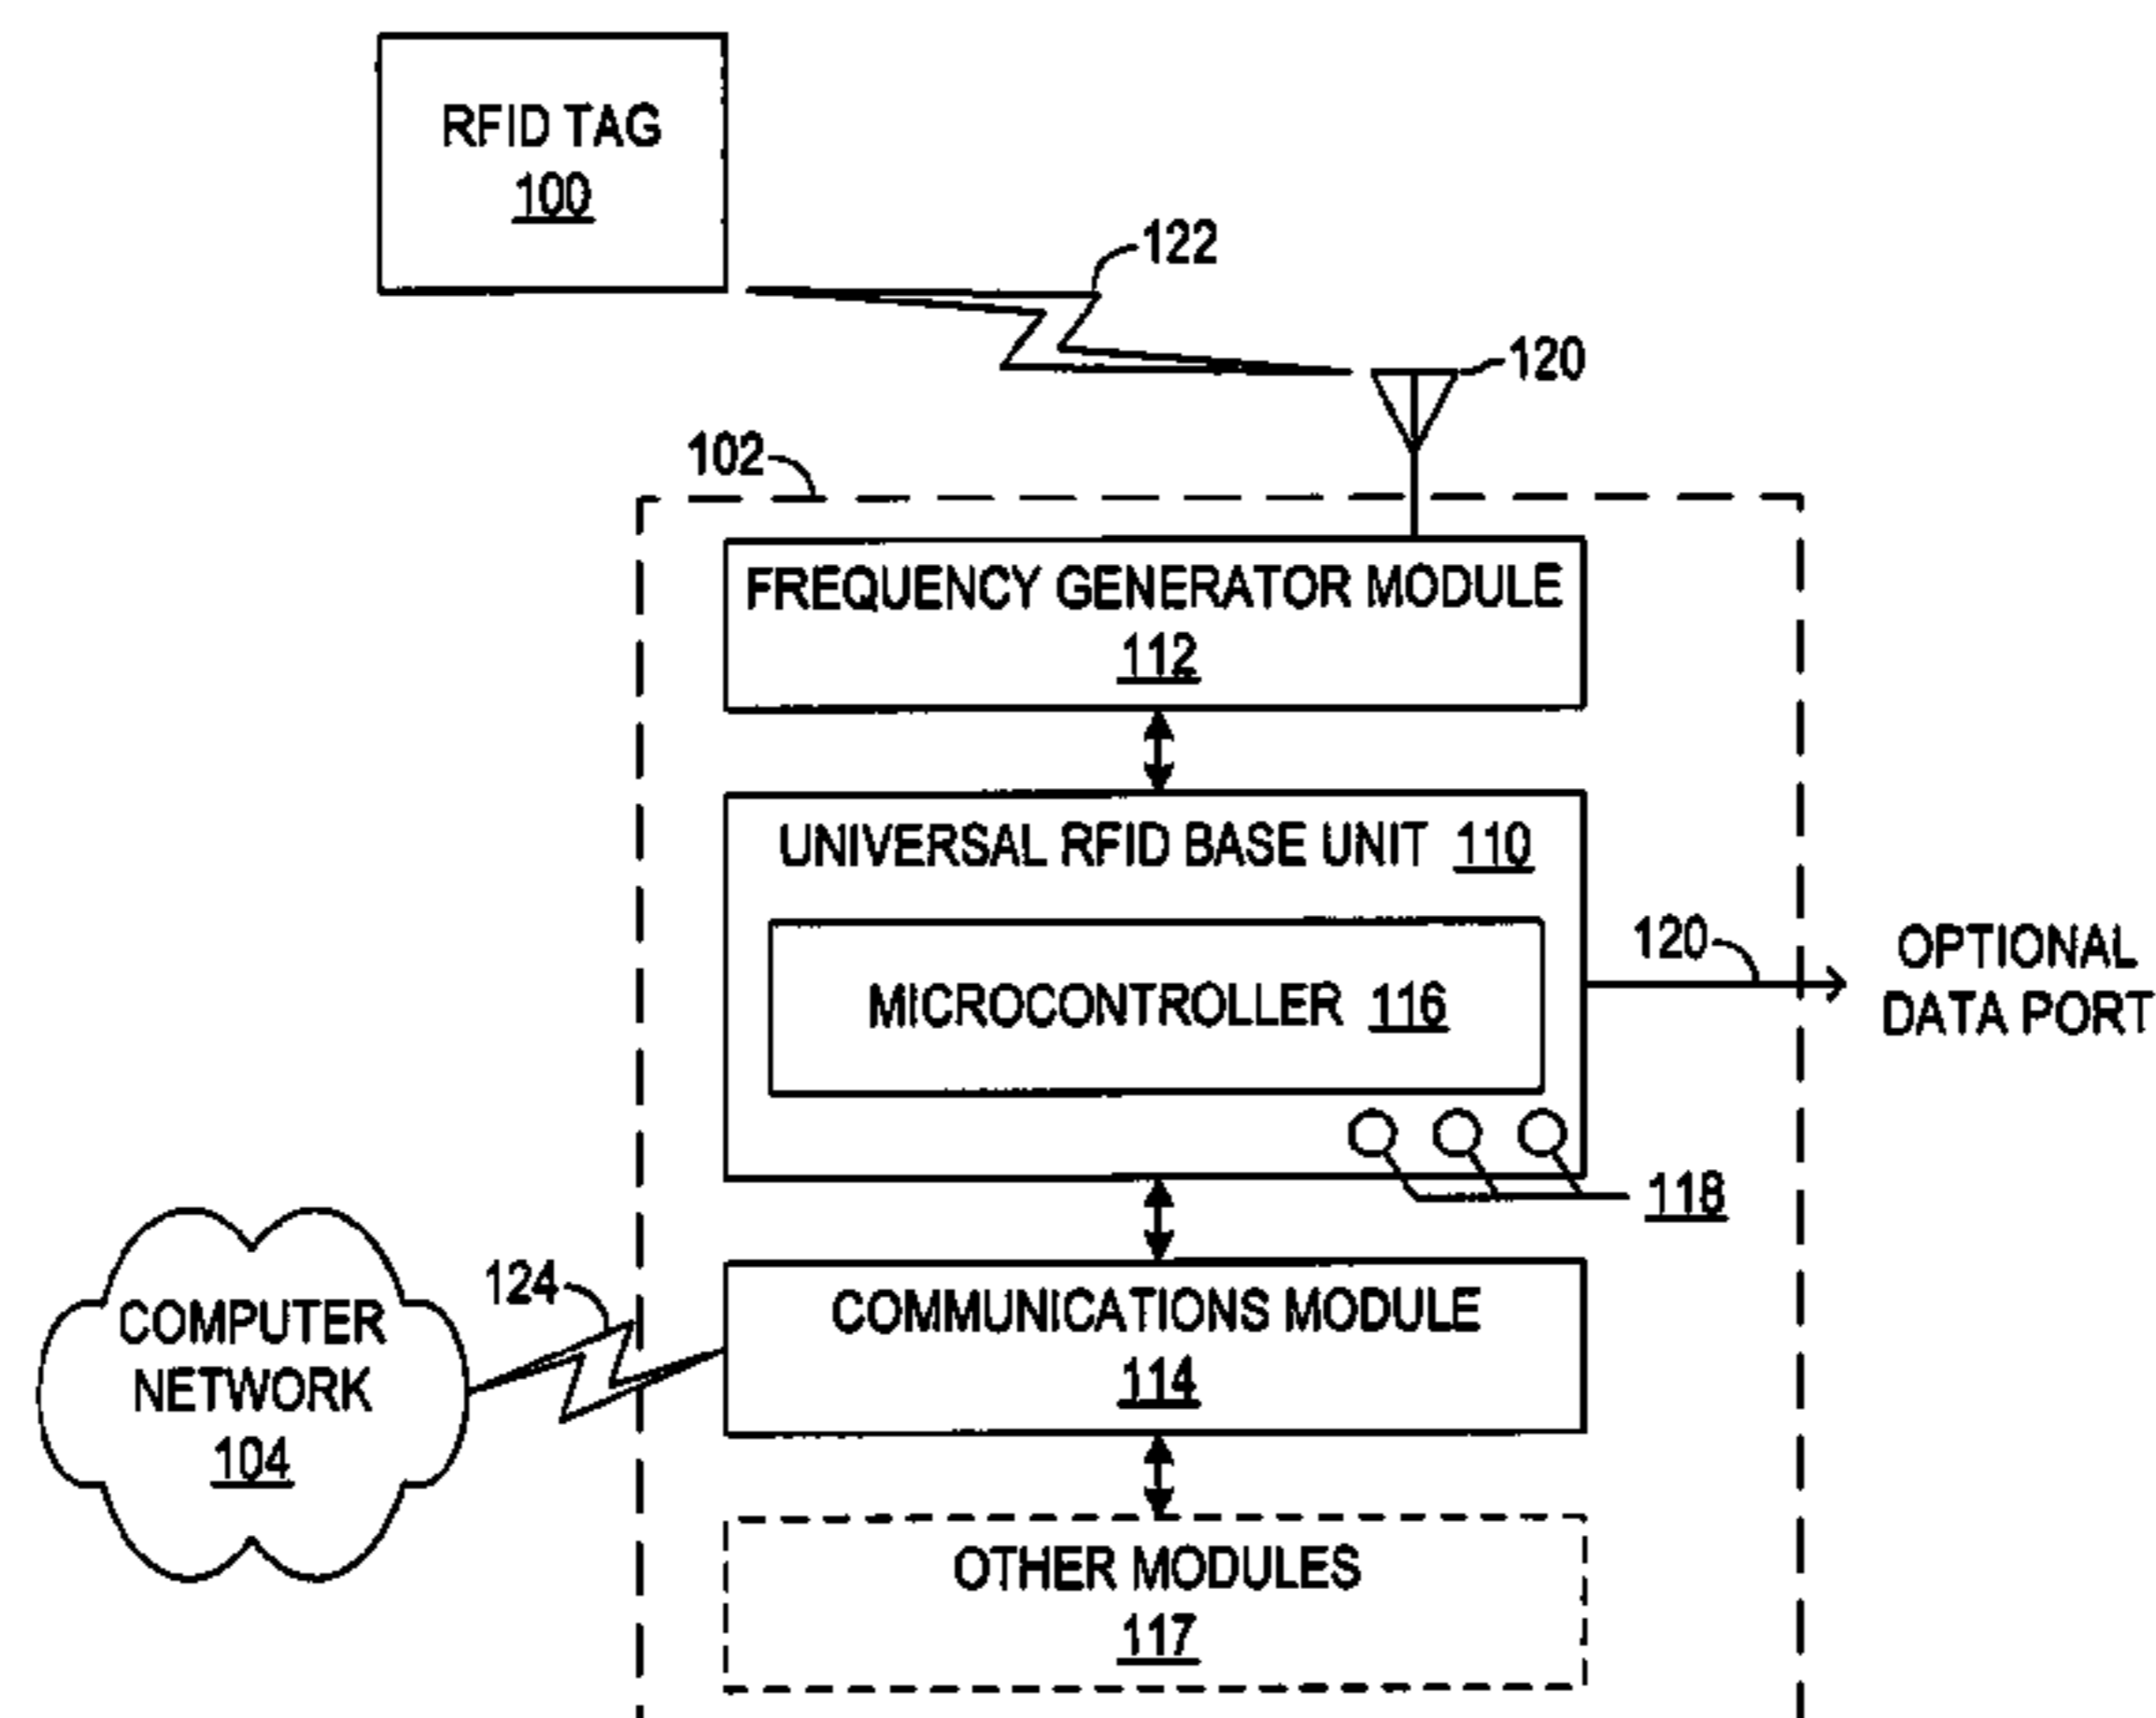 RFID TAG
100
122
120
102
FREQUENCY GENERATOR MODULE
112
UNIVERSAL RFID BASE UNIT 110
MICROCONTROLLER 116
120
OPTIONAL
DATA PORT
118
124
COMPUTER
NETWORK
104
COMMUNICATIONS MODULE
114
OTHER MODULES
117